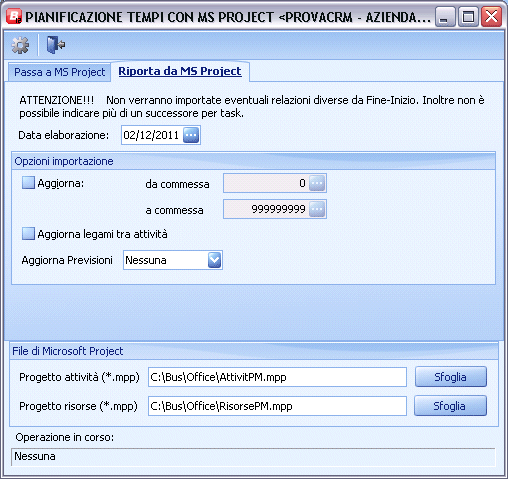 PIANIFICAZIONE TEMPI CON MS PROJECT <PROVACRM - AZIENDA...
Passa a MS Project
Riporta da MS Project
ATTENZIONE!!! Non verranno importate eventuali relazioni diverse da Fine-Inizio. Inoltre non è
possibile indicare più di un successore per task.
Data elaborazione: 02/12/2011
Opzioni importazione
Aggiorna: da commessa 0
a commessa 999999999
Aggiorna legami tra attività
Aggiorna Previsioni Nessuna
File di Microsoft Project
Progetto attività (*.mpp) C:\Bus\Office\AttivitPM.mpp Sfoglia
Progetto risorse (*.mpp) C:\Bus\Office\RisorsePM.mpp Sfoglia
Operazione in corso:
Nessuna